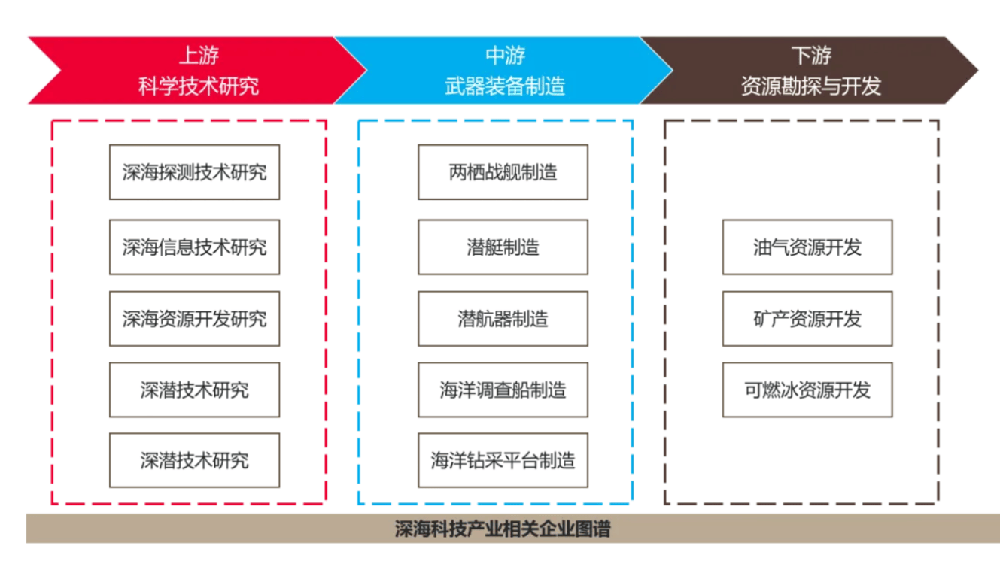 上游
科学技术研究
中游
武器装备制造
下游
资源勘探与开发
深海探测技术研究
深海信息技术研究
深海资源开发研究
深潜技术研究
深潜技术研究
两栖战舰制造
潜艇制造
潜航器制造
海洋调查船制造
海洋钻采平台制造
油气资源开发
矿产资源开发
可燃冰资源开发
深海科技产业相关企业图谱